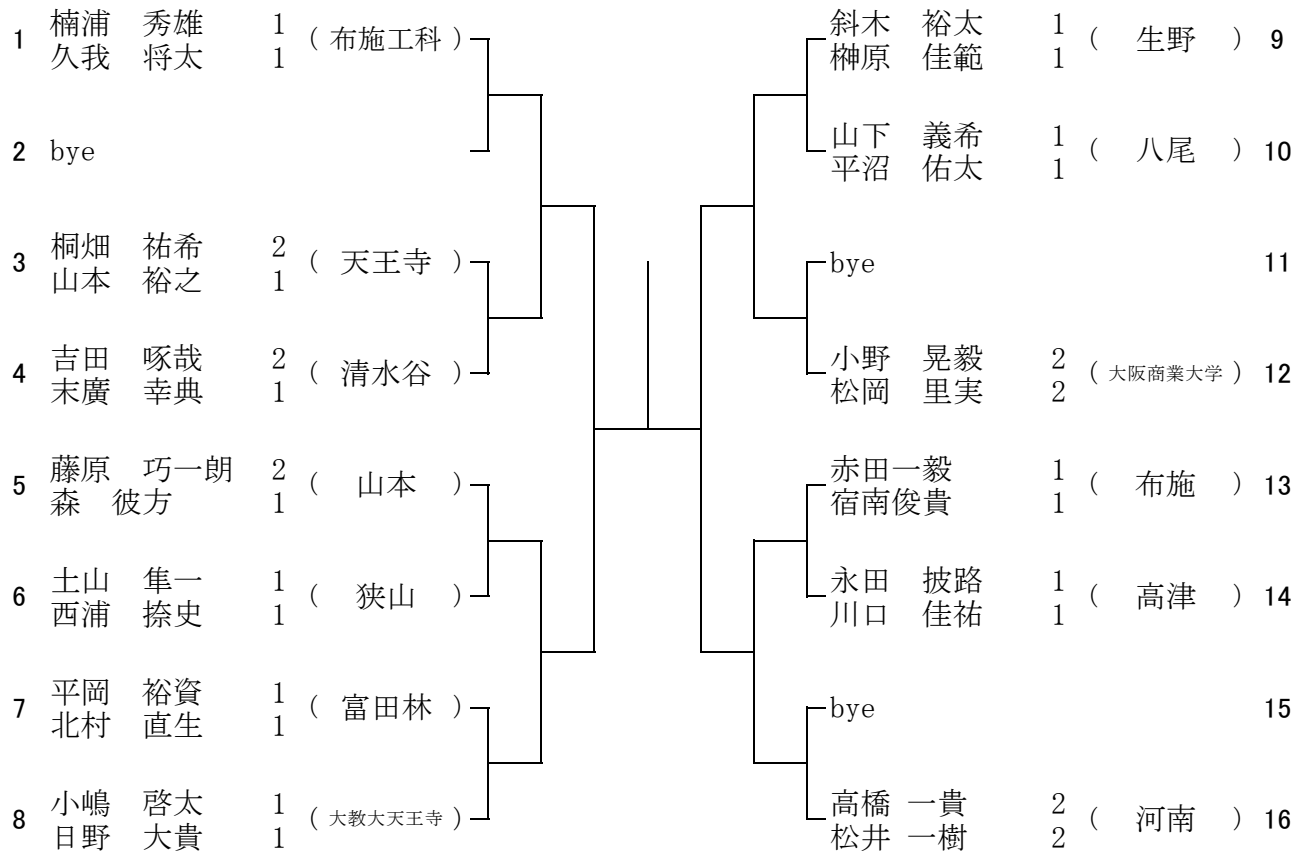 1 楠浦 秀雄 1 ( 布施工科 )
久我 将太 1
2 bye
3 桐畑 祐希 2 ( 天王寺 )
山本 裕之 1
4 吉田 啄哉 2 ( 清水谷 )
末廣 幸典 1
5 藤原 巧一朗 2 ( 山本 )
森 彼方 1
6 土山 隼一 1 ( 狭山 )
西浦 捺史 1
7 平岡 裕資 1 ( 富田林 )
北村 直生 1
8 小嶋 啓太 1 ( 大教大天王寺 )
日野 大貴 1
斜木 裕太 1 ( 生野 ) 9
榊原 佳範 1
山下 義希 1 ( 八尾 ) 10
平沼 佑太 1
bye 11
小野 晃毅 2 ( 大阪商業大学 ) 12
松岡 里実 2
赤田一毅 1 ( 布施 ) 13
宿南俊貴 1
永田 披路 1 ( 高津 ) 14
川口 佳祐 1
bye 15
高橋 一貴 2 ( 河南 ) 16
松井 一樹 2